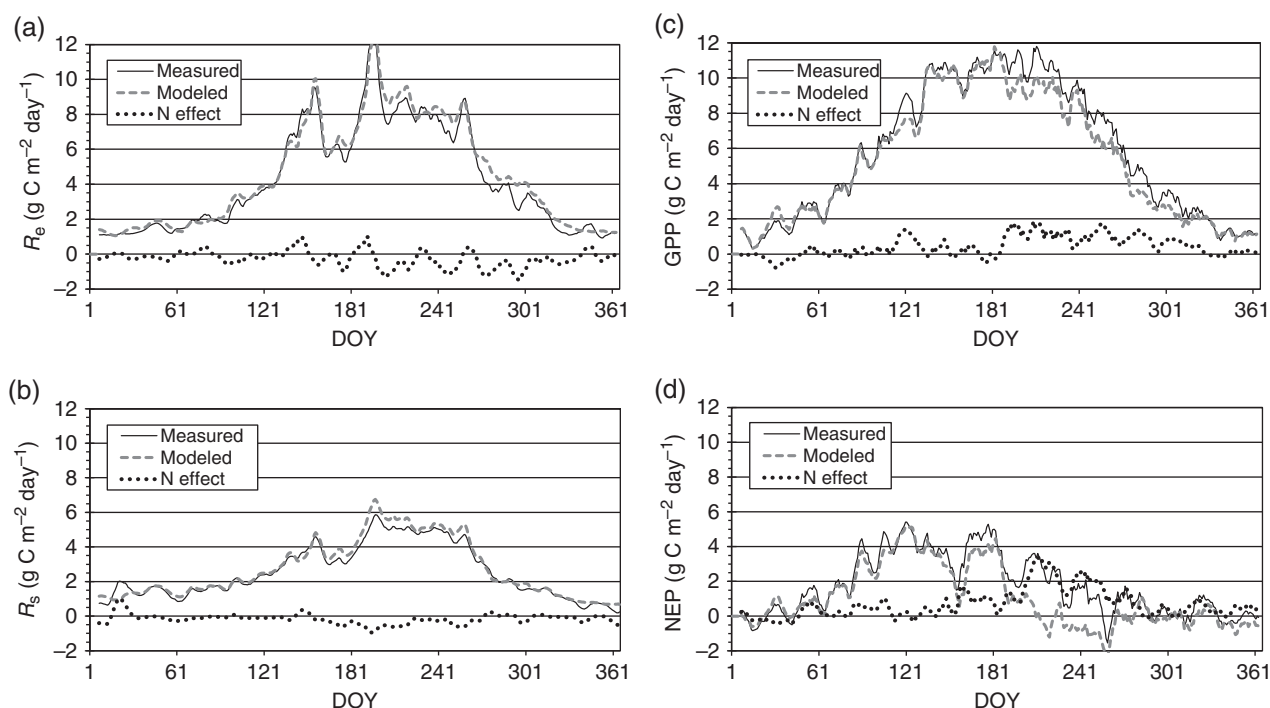 (a)
12
10
8
6
4
2
0
−2
Re (g C m−2 day−1)
Measured
Modeled
N effect
1 61 121 181 241 301 361
DOY
(b)
12
10
8
6
4
2
0
−2
Rs (g C m−2 day−1)
Measured
Modeled
N effect
1 61 121 181 241 301 361
DOY
(c)
12
10
8
6
4
2
0
−2
GPP (g C m−2 day−1)
Measured
Modeled
N effect
1 61 121 181 241 301 361
DOY
(d)
12
10
8
6
4
2
0
−2
NEP (g C m−2 day−1)
Measured
Modeled
N effect
1 61 121 181 241 301 361
DOY